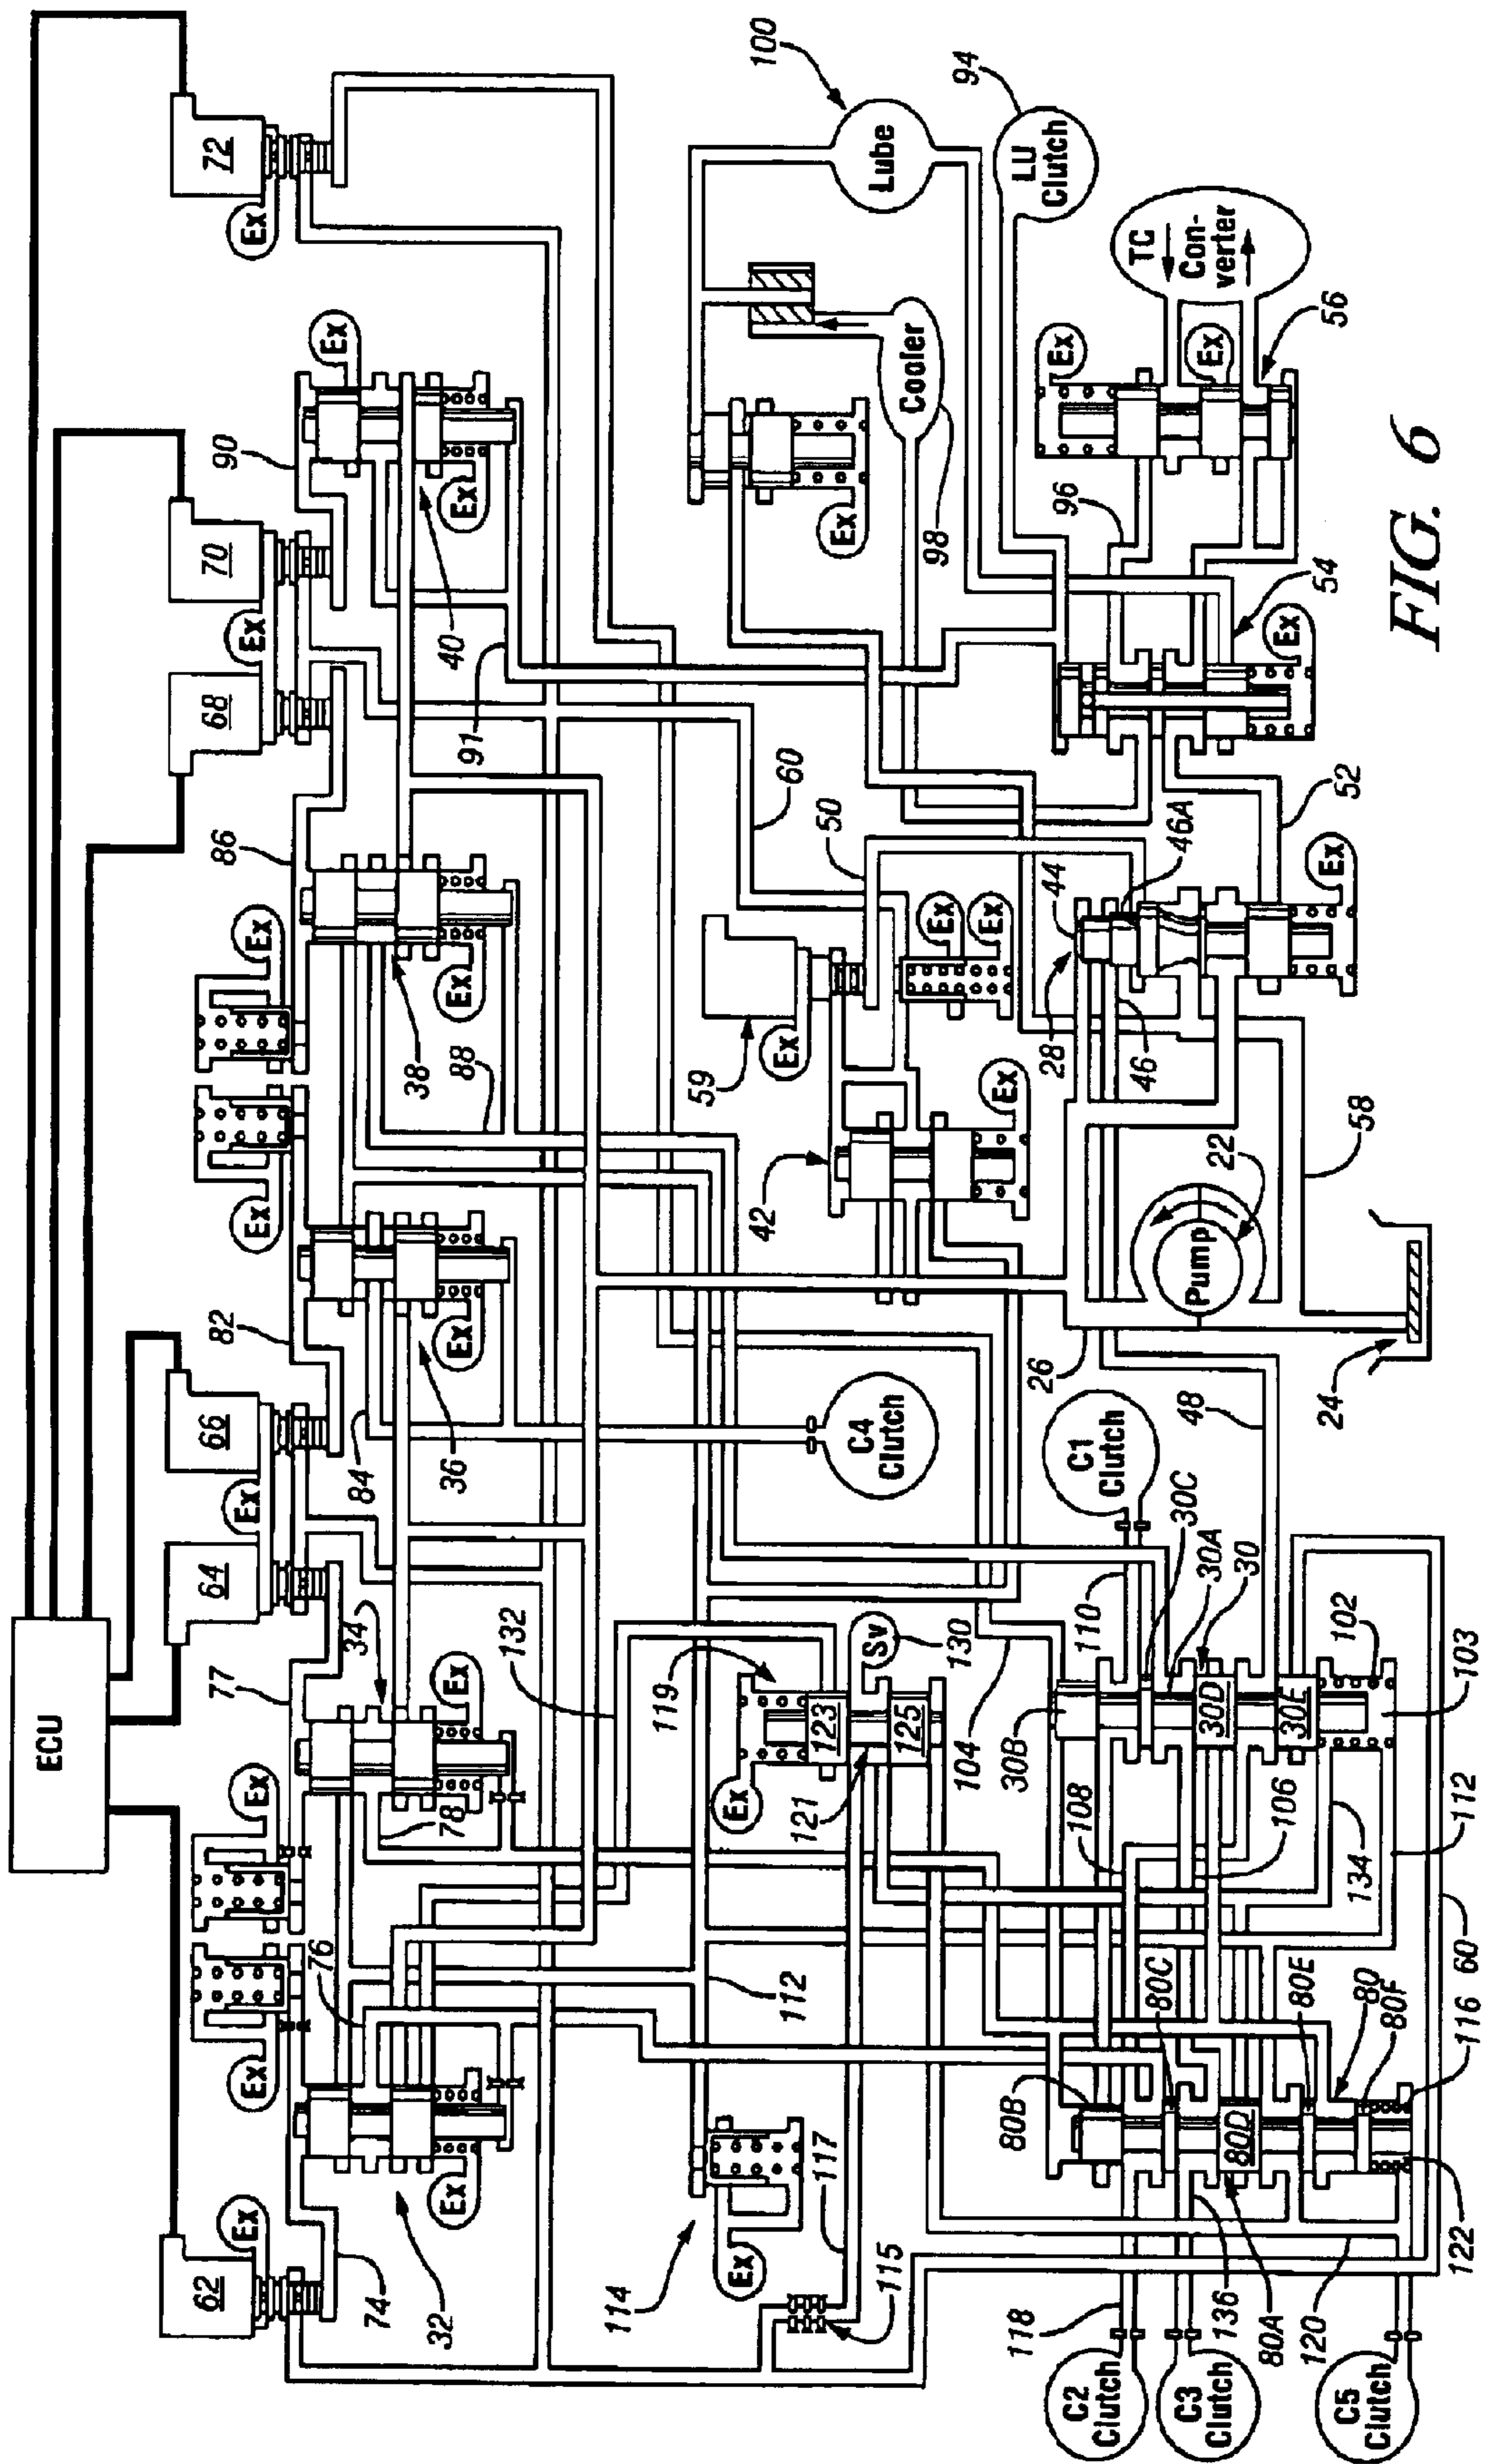 ECU
62
Ex
74
32
Ex
Ex
76
Ex
77
64
34
Ex
78
132
Ex
66
82
84
36
Ex
Ex
Ex
86
38
88
Ex
68
Ex
70
90
91
40
Ex
Ex
72
Ex
114
Ex
112
117
115
Ex
119
121
123
125
Sv
130
104
C4
Clutch
42
Ex
59
Ex
50
60
Ex
Ex
Ex
98
Cooler
Lube
100
LU
Clutch
94
TC
Con-
verter
Ex
Ex
56
96
54
Ex
52
46A
44
28
46
Ex
58
22
Pump
24
26
48
C1
Clutch
110
30C
30A
30
30B
30D
30E
102
103
108
106
134
112
60
116
80B
80C
80D
80E
80
80F
122
120
80A
136
118
C2
Clutch
C3
Clutch
C5
Clutch
FIG. 6